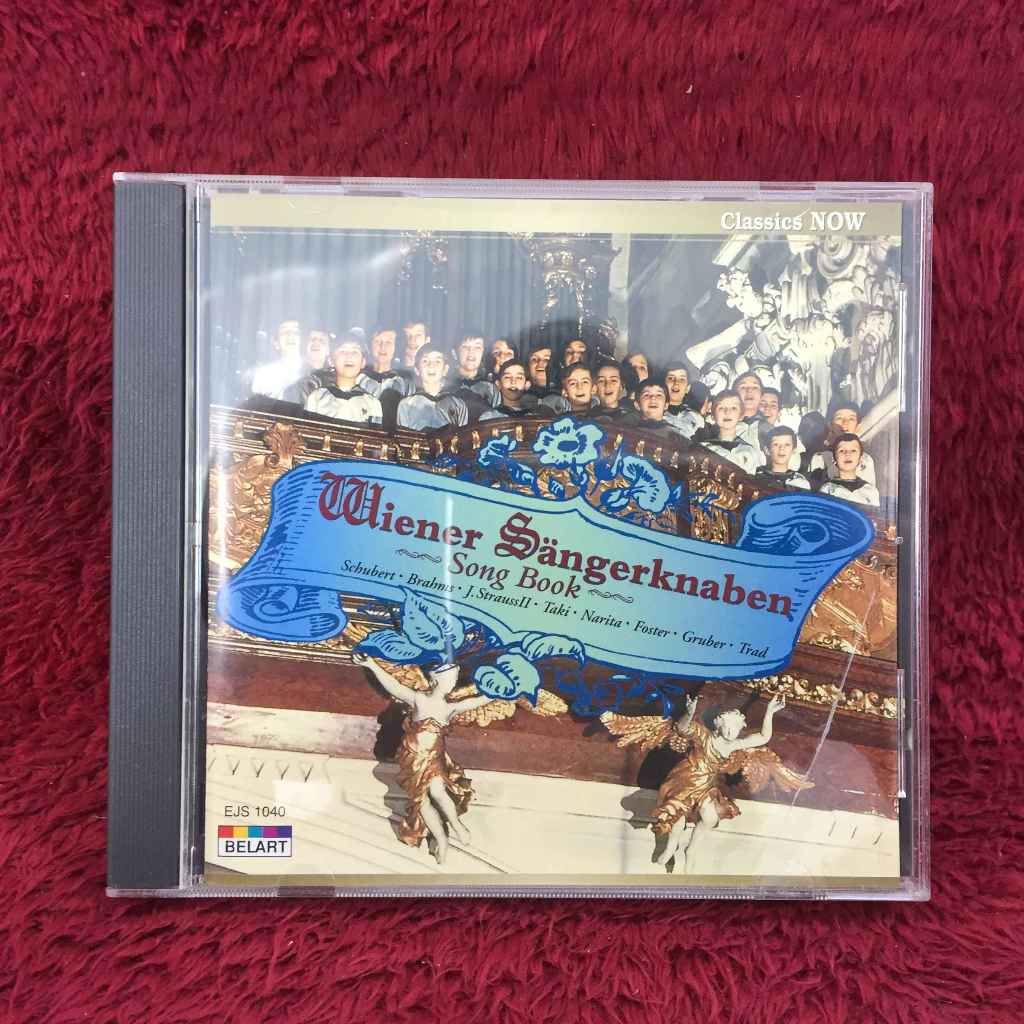 Classics NOW
Wiener Sängerknaben
Song Book
Schubert · Brahms · J.StraussII · Taki · Narita · Foster · Gruber · Trad
EJS 1040
BELART